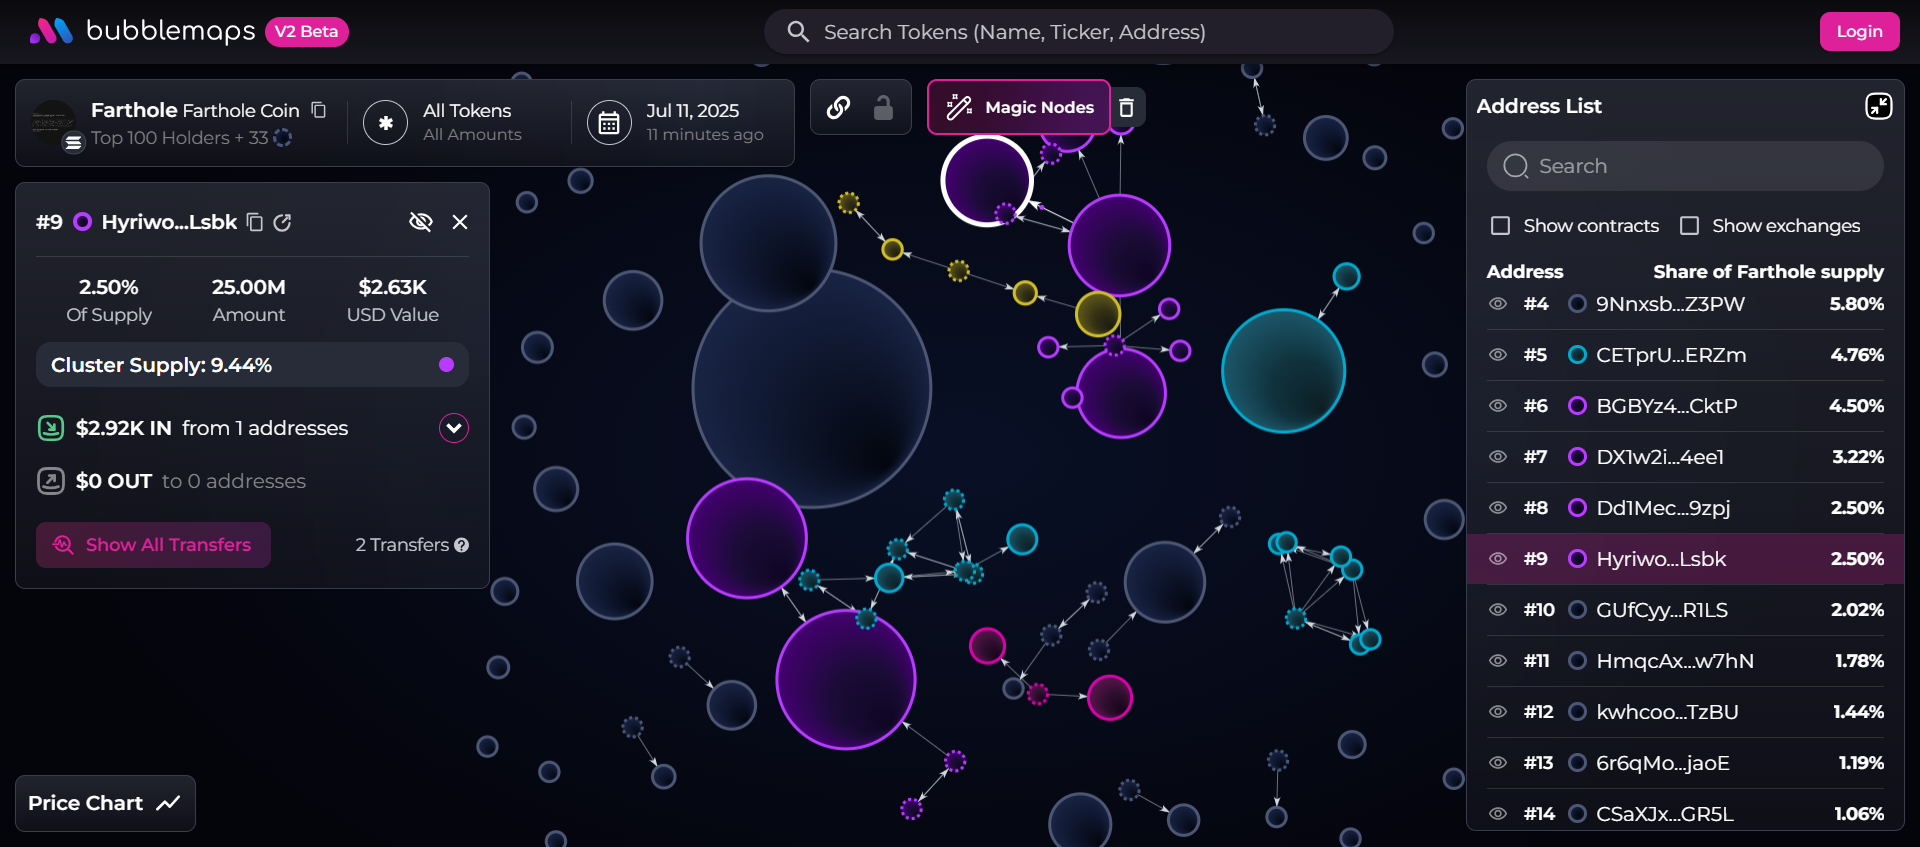 bubblemaps V2 Beta
Search Tokens (Name, Ticker, Address)
Login
Farthole Farthole Coin
Top 100 Holders + 33
All Tokens
All Amounts
Jul 11, 2025
11 minutes ago
Magic Nodes
#9 Hyriwo...Lsbk
2.50% 25.00M $2.63K
Of Supply Amount USD Value
Cluster Supply: 9.44%
$2.92K IN from 1 addresses
$0 OUT to 0 addresses
Show All Transfers 2 Transfers ?
Price Chart
Address List
Search
Show contracts Show exchanges
Address Share of Farthole supply
#4 9Nnxsb...Z3PW 5.80%
#5 CETprU...ERZm 4.76%
#6 BGBYz4...CktP 4.50%
#7 DX1w2i...4ee1 3.22%
#8 Dd1Mec...9zpj 2.50%
#9 Hyriwo...Lsbk 2.50%
#10 GUfCyy...R1LS 2.02%
#11 HmqcAx...w7hN 1.78%
#12 kwhcoo...TzBU 1.44%
#13 6r6qMo...jaoE 1.19%
#14 CSaXJx...GR5L 1.06%